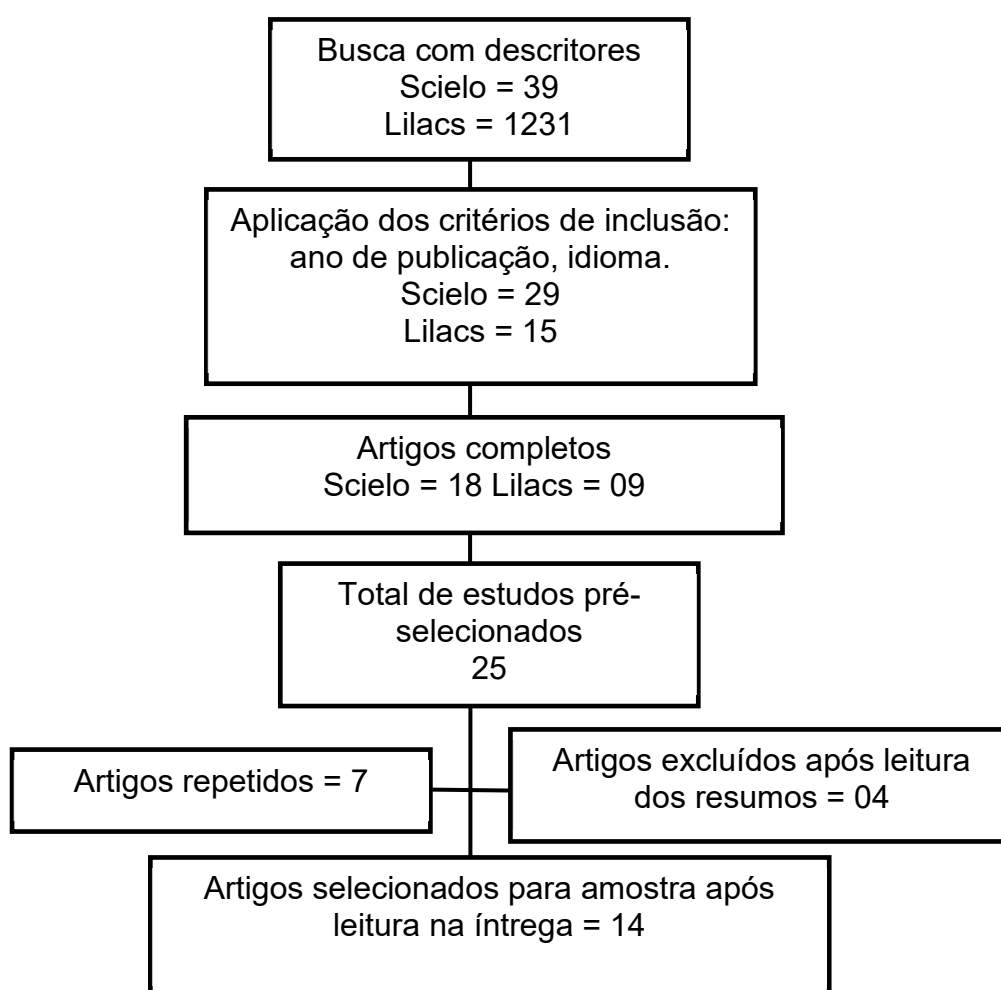 Busca com descritores
Scielo = 39
Lilacs = 1231
Aplicação dos critérios de inclusão:
ano de publicação, idioma.
Scielo = 29
Lilacs = 15
Artigos completos
Scielo = 18 Lilacs = 09
Total de estudos pré-
selecionados
25
Artigos repetidos = 7
Artigos excluídos após leitura
dos resumos = 04
Artigos selecionados para amostra após
leitura na íntrega = 14